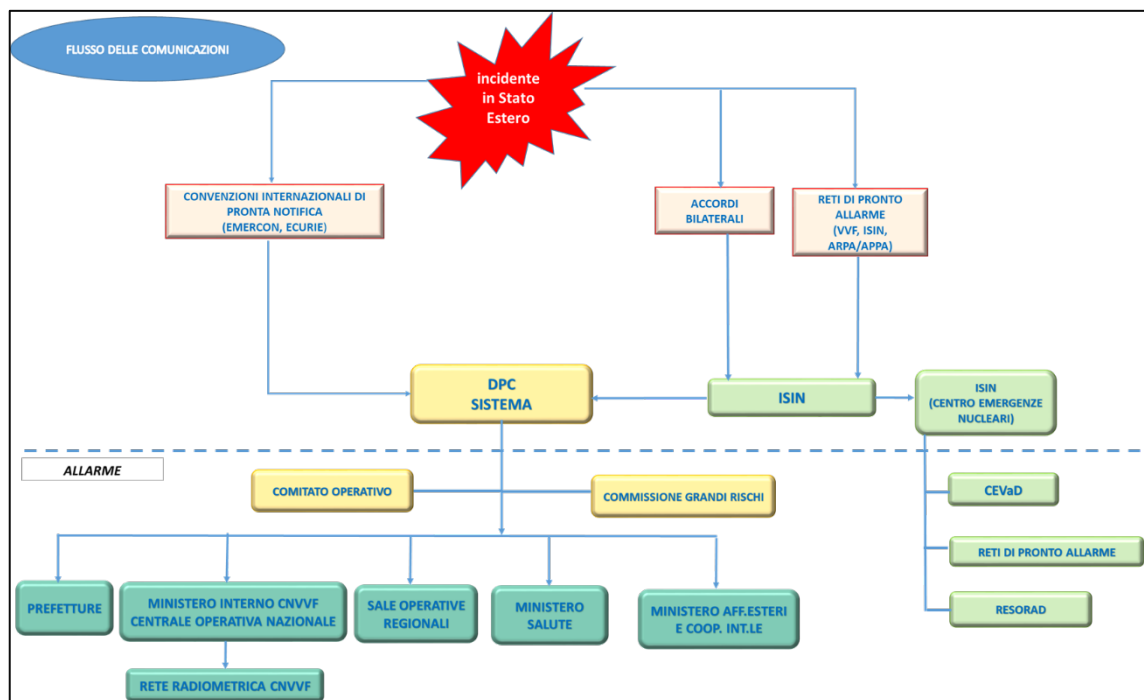 FLUSSO DELLE COMUNICAZIONI
incidente
in Stato
Estero
CONVENZIONI INTERNAZIONALI DI
PRONTA NOTIFICA
(EMERCON, ECURIE)
ACCORDI
BILATERALI
RETI DI PRONTO
ALLARME
(VVF, ISIN,
ARPA/APPA)
DPC
SISTEMA
ISIN
ISIN
(CENTRO EMERGENZE
NUCLEARI)
ALLARME
COMITATO OPERATIVO
COMMISSIONE GRANDI RISCHI
CEVaD
RETI DI PRONTO ALLARME
RESORAD
PREFETTURE
MINISTERO INTERNO CNVVF
CENTRALE OPERATIVA NAZIONALE
SALE OPERATIVE
REGIONALI
MINISTERO
SALUTE
MINISTERO AFF.ESTERI
E COOP. INT.LE
RETE RADIOMETRICA CNVVF